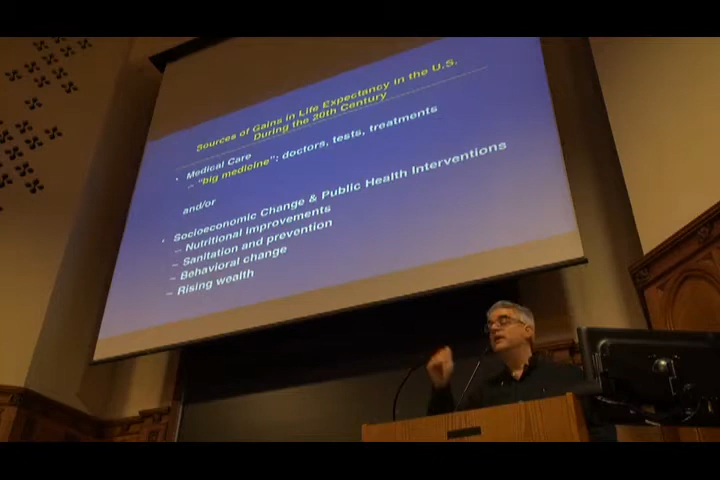 Sources of Gains in Life Expectancy in the U.S.
During the 20th Century
• Medical Care
– "big medicine": doctors, tests, treatments
and/or
• Socioeconomic Change & Public Health Interventions
– Nutritional improvements
– Sanitation and prevention
– Behavioral change
– Rising wealth